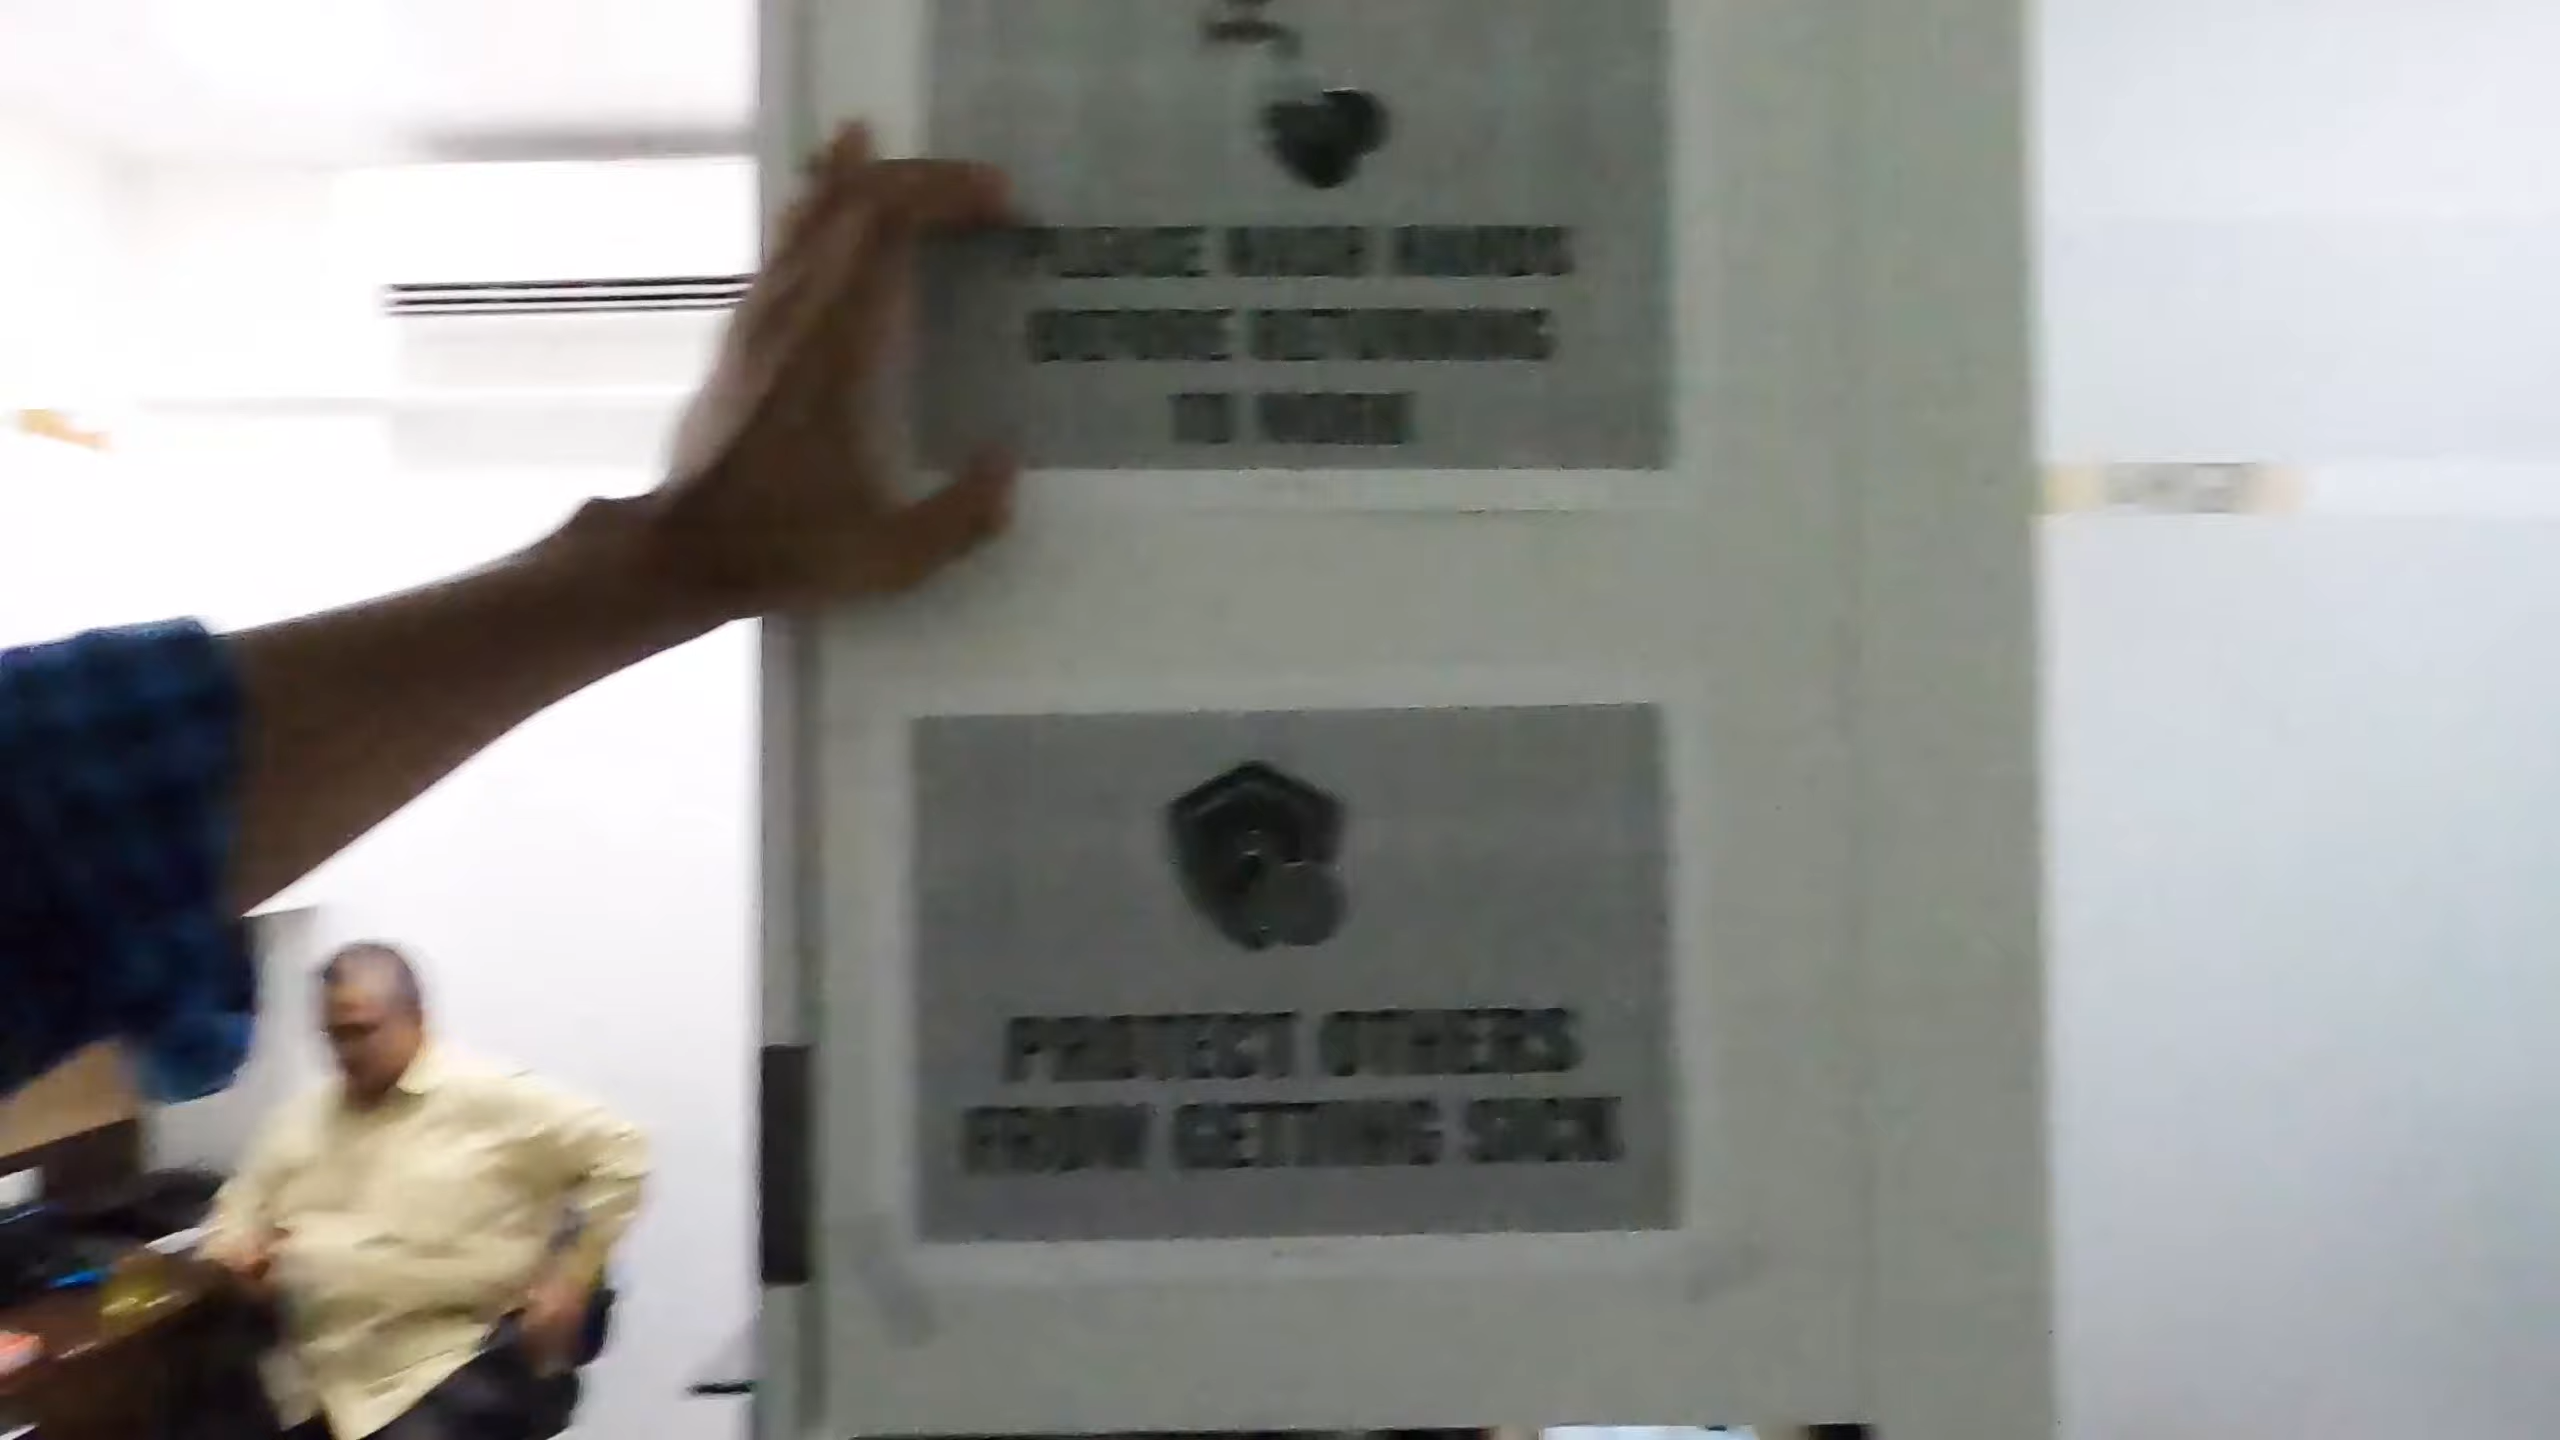 PLEASE WASH HANDS
BEFORE RETURNING
TO WORK
PROTECT OTHERS
FROM GETTING SICK